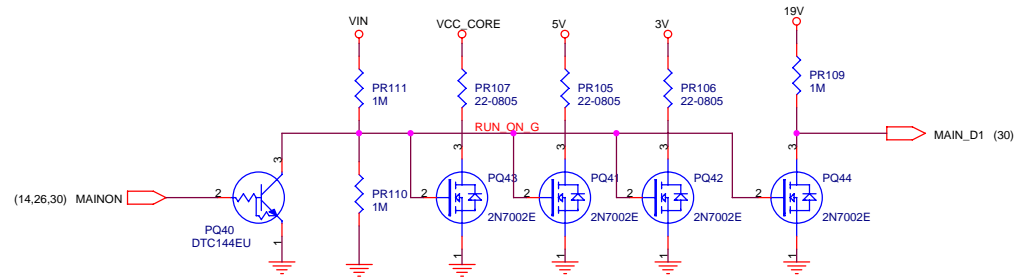 VIN
VCC_CORE
5V
3V
19V
PR111
1M
PR107
22-0805
PR105
22-0805
PR106
22-0805
PR109
1M
RUN_ON_G
MAIN_D1 (30)
3
3
3
3
3
(14,26,30) MAINON
2
PQ40
DTC144EU
1
PR110
1M
2
PQ43
2N7002E
1
2
PQ41
2N7002E
1
2
PQ42
2N7002E
1
2
PQ44
2N7002E
1